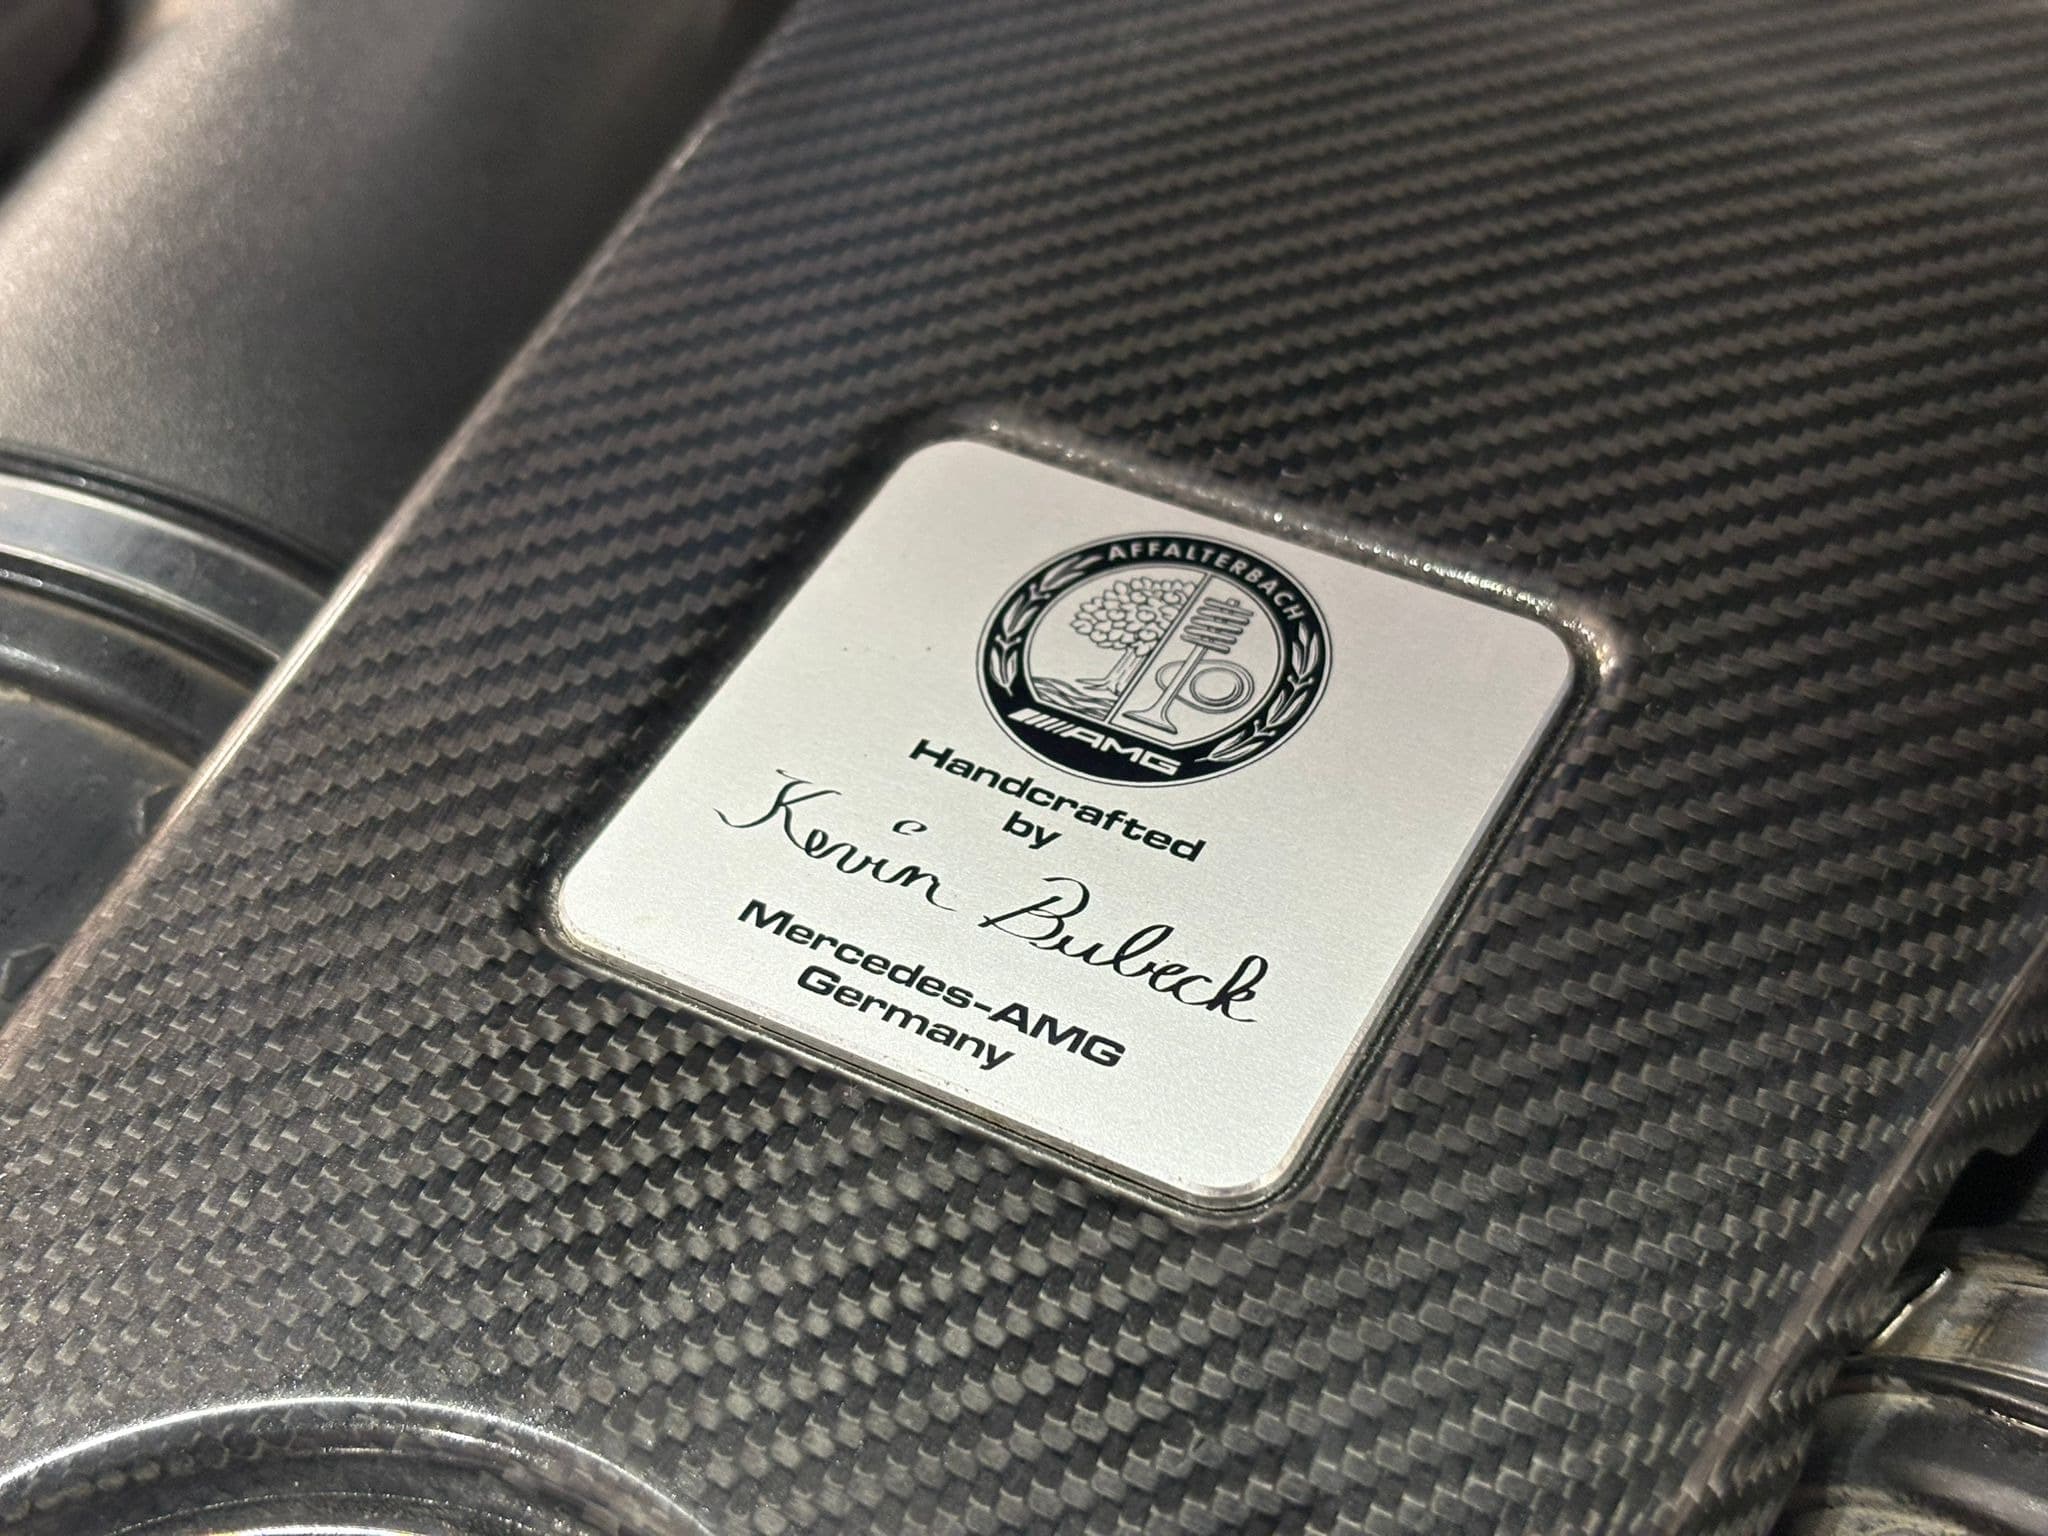 AFFALTERBACH
AMG
Handcrafted
by
Kevin Bubeck
Mercedes-AMG
Germany